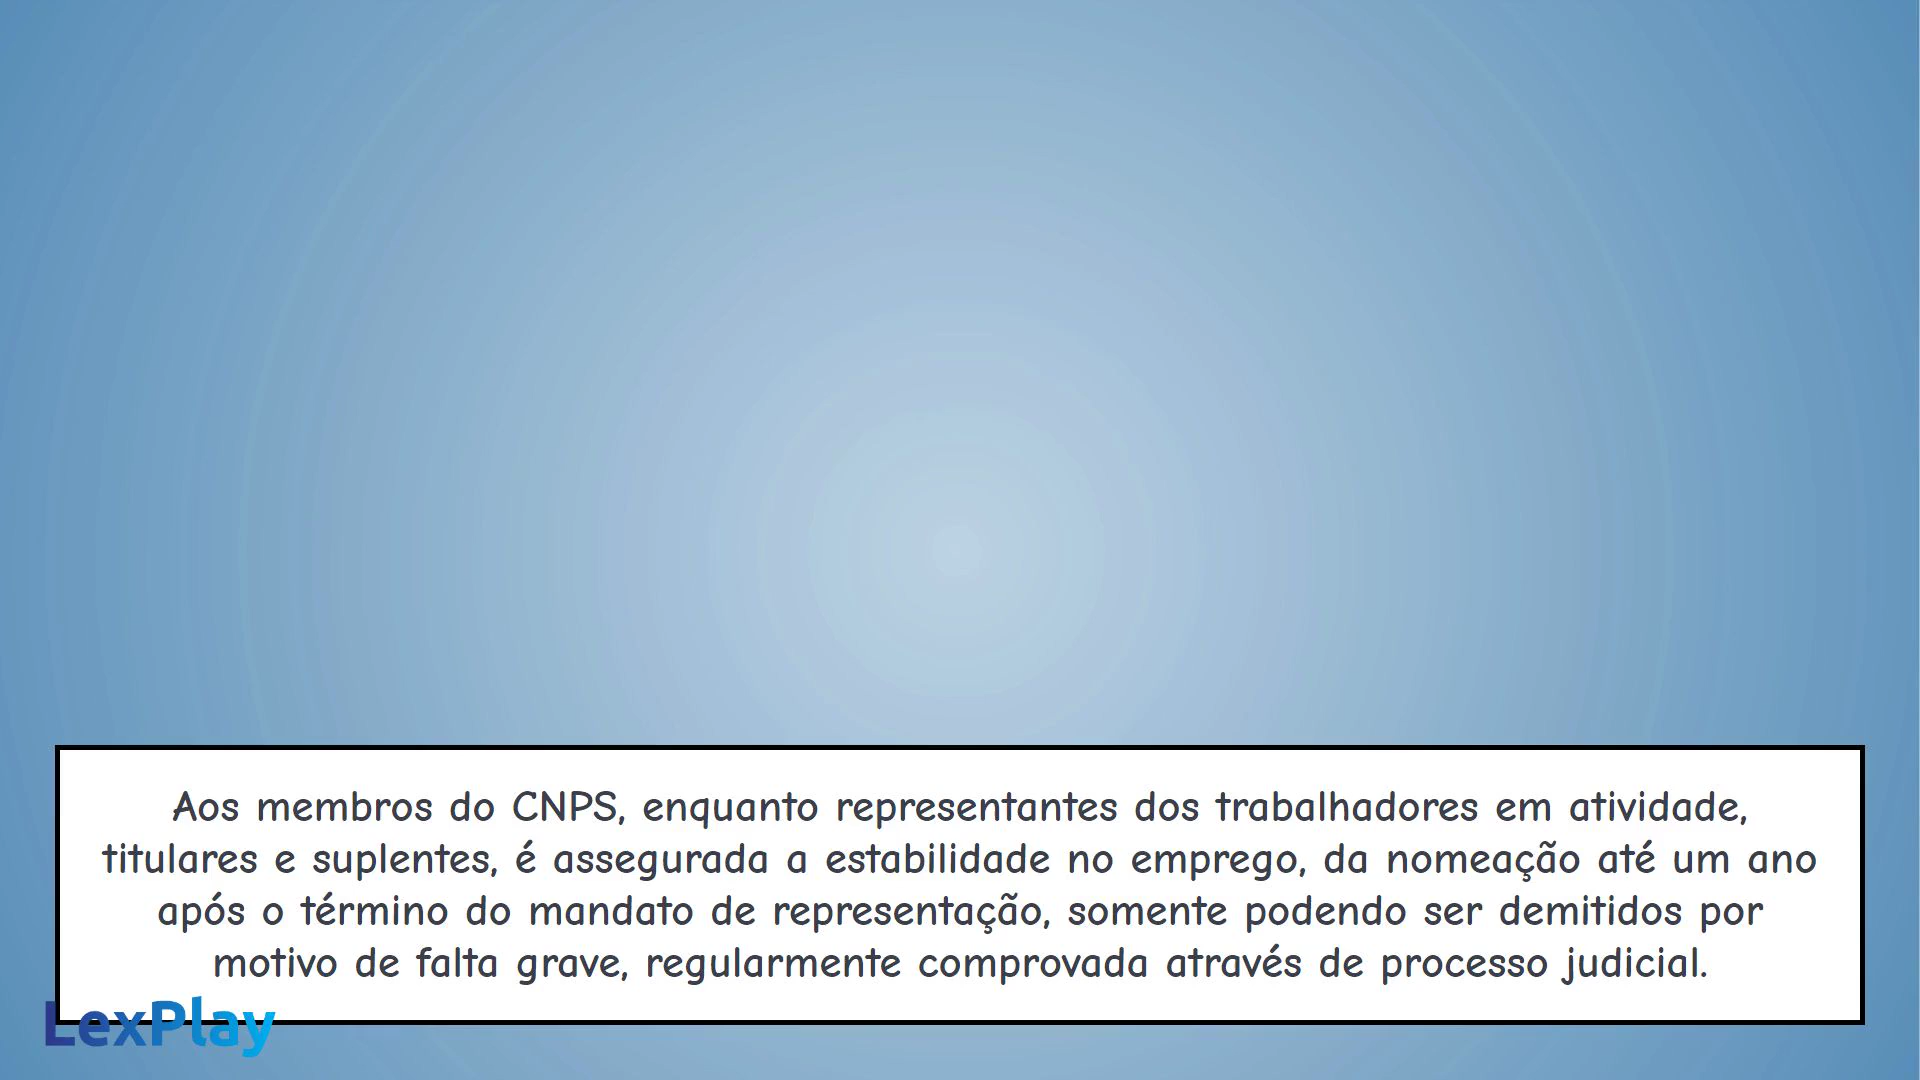 Aos membros do CNPS, enquanto representantes dos trabalhadores em atividade,
titulares e suplentes, é assegurada a estabilidade no emprego, da nomeação até um ano
após o término do mandato de representação, somente podendo ser demitidos por
motivo de falta grave, regularmente comprovada através de processo judicial.
LexPlay